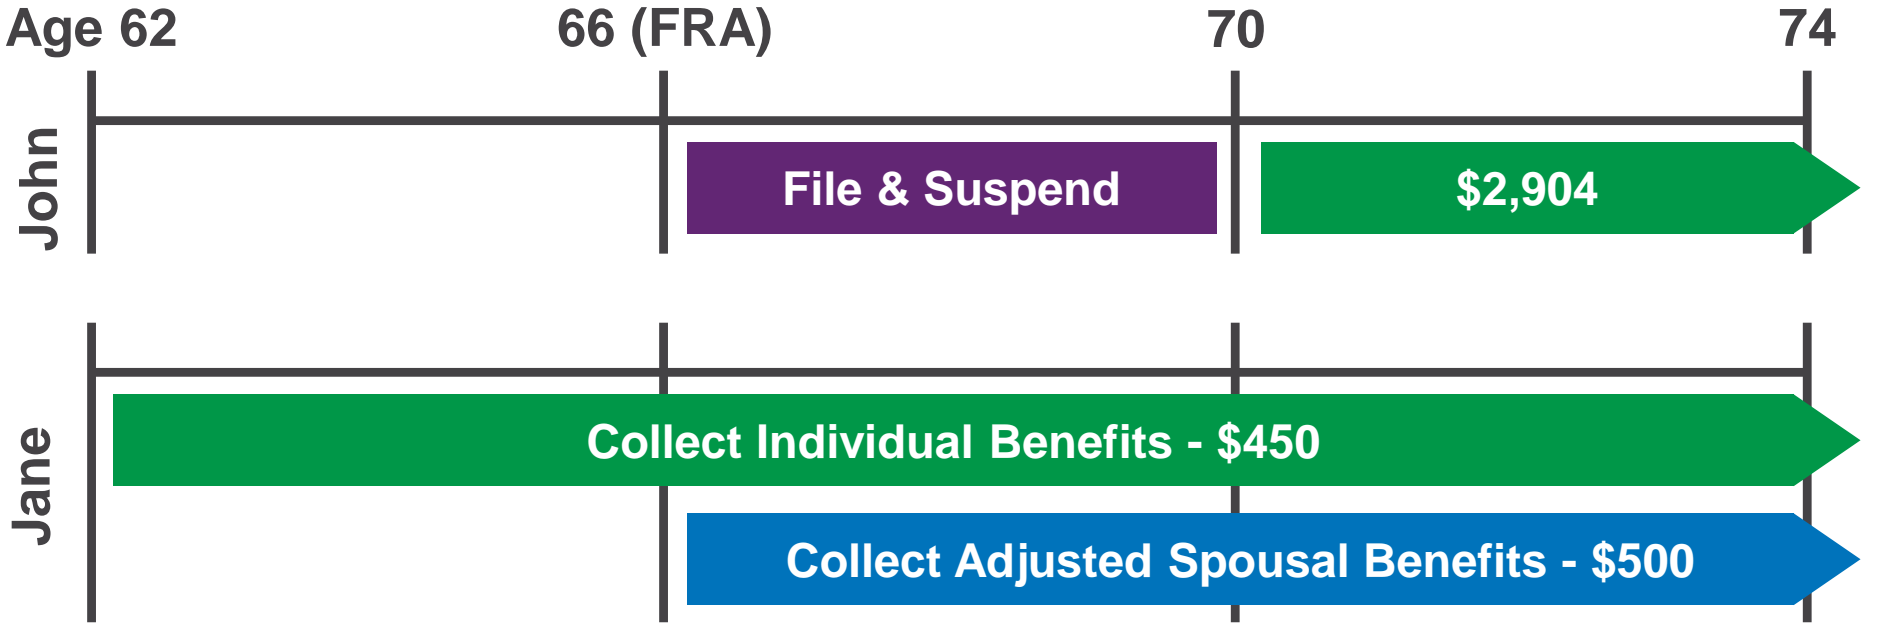 Age 62
66 (FRA)
70
74
John
File & Suspend
$2,904
Jane
Collect Individual Benefits - $450
Collect Adjusted Spousal Benefits - $500